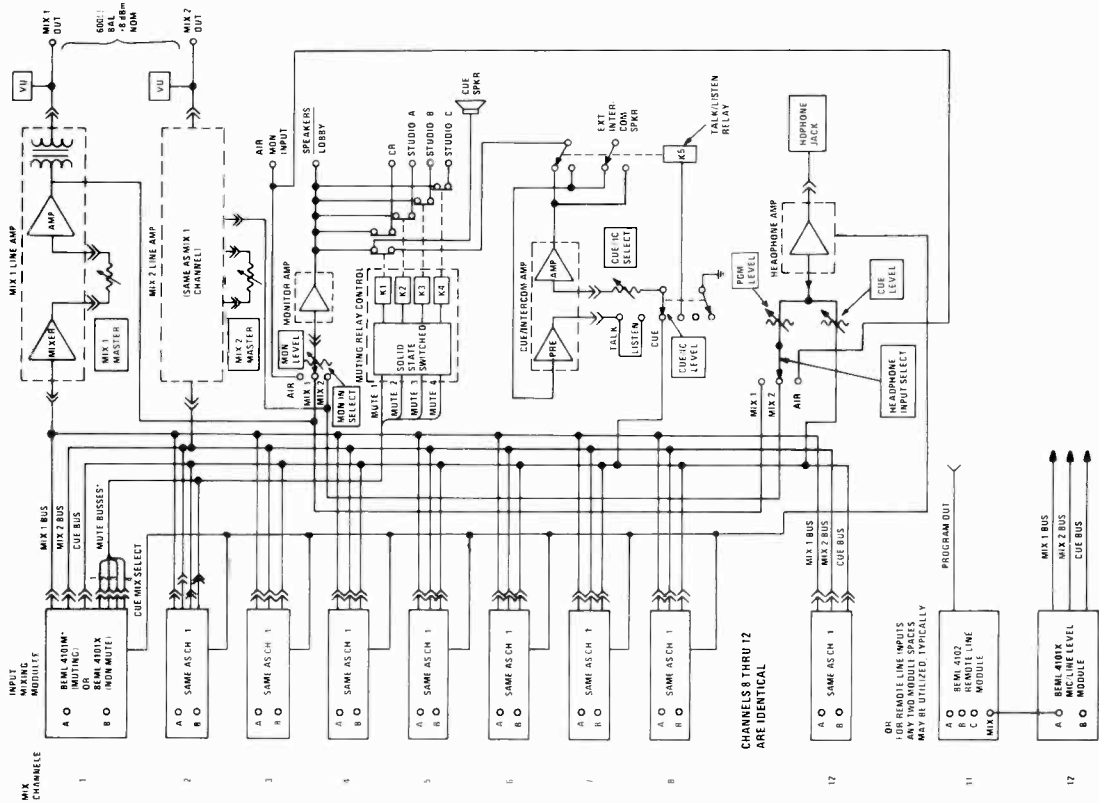 MIX
CHANNELS
INPUT
MIXING
MODULES
1
A
B
BEML 4101M*
(MUTING)
OR
BEML 4101X
(NON MUTE)
MIX 1 BUS
MIX 2 BUS
CUE BUS
MUTE BUSSES*
CUE MIX SELECT
2
A
B
SAME AS CH 1
3
A
B
SAME AS CH 1
4
A
B
SAME AS CH 1
5
A
B
SAME AS CH 1
6
A
B
SAME AS CH 1
7
A
B
SAME AS CH 1
8
A
B
SAME AS CH 1
CHANNELS 8 THRU 12
ARE IDENTICAL
12
A
B
SAME AS CH 1
MIX 1 BUS
MIX 2 BUS
CUE BUS
OR
FOR REMOTE LINE INPUTS
ANY TWO MODULE SPACES
MAY BE UTILIZED, TYPICALLY
11
A
B
C
MIX
BEML 4102
REMOTE LINE
MODULE
PROGRAM OUT
12
A
B
BEML 4101X
MIC/LINE LEVEL
MODULE
MIX 1 BUS
MIX 2 BUS
CUE BUS
MIX 1 LINE AMP
MIXER
AMP
MIX 1
MASTER
VU
MIX 1
OUT
600Ω
BAL
+8 dBm
NOM
MIX 2 LINE AMP
(SAME AS MIX 1
CHANNEL)
MIX 2
MASTER
VU
MIX 2
OUT
AIR
MON
INPUT
MONITOR AMP
MON
LEVEL
AIR
MIX 1
MIX 2
MON IN
SELECT
SPEAKERS
LOBBY
CR
STUDIO A
STUDIO B
STUDIO C
CUE
SPKR
MUTING RELAY CONTROL
MUTE 1
MUTE 2
MUTE 3
MUTE 4
SOLID
STATE
SWITCHED
K1
K2
K3
K4
CUE/INTERCOM AMP
PRE
AMP
CUE/IC
SELECT
TALK
LISTEN
CUE
CUE/IC
LEVEL
EXT
INTER-
COM
SPKR
K5
TALK/LISTEN
RELAY
MIX 1
MIX 2
AIR
PGM
LEVEL
CUE
LEVEL
HEADPHONE
INPUT SELECT
HEADPHONE AMP
HDPHONE
JACK